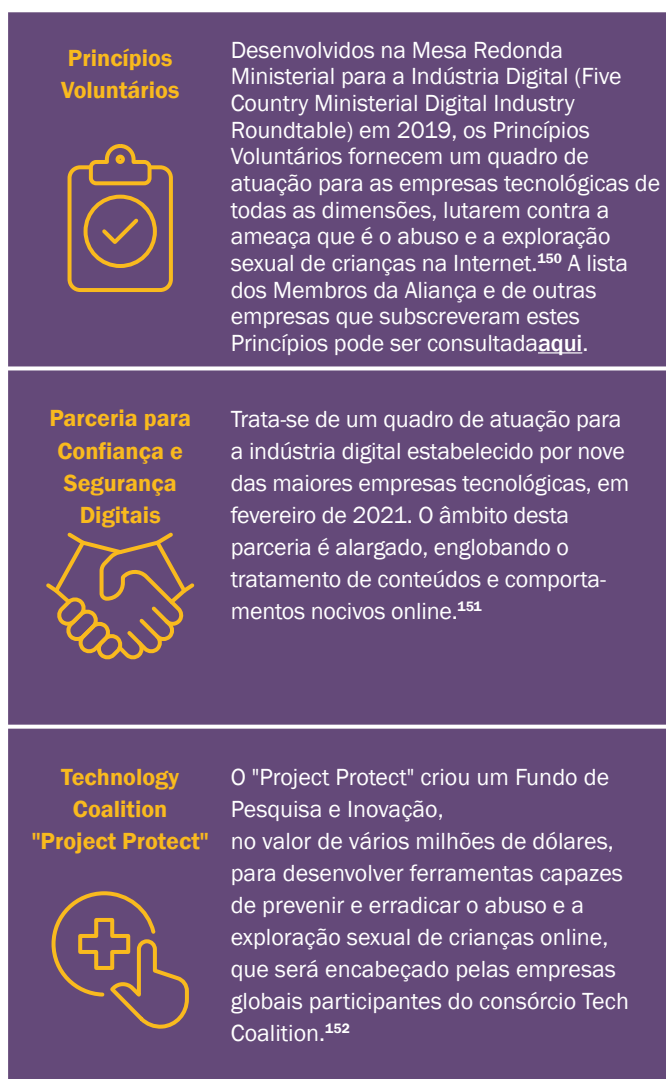 Princípios
Voluntários
Desenvolvidos na Mesa Redonda
Ministerial para a Indústria Digital (Five
Country Ministerial Digital Industry
Roundtable) em 2019, os Princípios
Voluntários fornecem um quadro de
atuação para as empresas tecnológicas de
todas as dimensões, lutarem contra a
ameaça que é o abuso e a exploração
sexual de crianças na Internet.150 A lista
dos Membros da Aliança e de outras
empresas que subscreveram estes
Princípios pode ser consultadaaqui.
Parceria para
Confiança e
Segurança
Digitais
Trata-se de um quadro de atuação para
a indústria digital estabelecido por nove
das maiores empresas tecnológicas, em
fevereiro de 2021. O âmbito desta
parceria é alargado, englobando o
tratamento de conteúdos e comporta-
mentos nocivos online.151
Technology
Coalition
"Project Protect"
O "Project Protect" criou um Fundo de
Pesquisa e Inovação,
no valor de vários milhões de dólares,
para desenvolver ferramentas capazes
de prevenir e erradicar o abuso e a
exploração sexual de crianças online,
que será encabeçado pelas empresas
globais participantes do consórcio Tech
Coalition.152